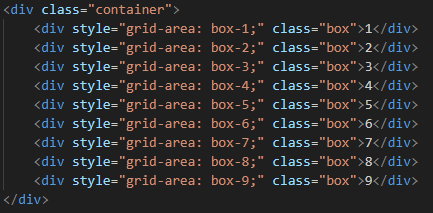 <div class="container">
    <div style="grid-area: box-1;" class="box">1</div>
    <div style="grid-area: box-2;" class="box">2</div>
    <div style="grid-area: box-3;" class="box">3</div>
    <div style="grid-area: box-4;" class="box">4</div>
    <div style="grid-area: box-5;" class="box">5</div>
    <div style="grid-area: box-6;" class="box">6</div>
    <div style="grid-area: box-7;" class="box">7</div>
    <div style="grid-area: box-8;" class="box">8</div>
    <div style="grid-area: box-9;" class="box">9</div>
</div>